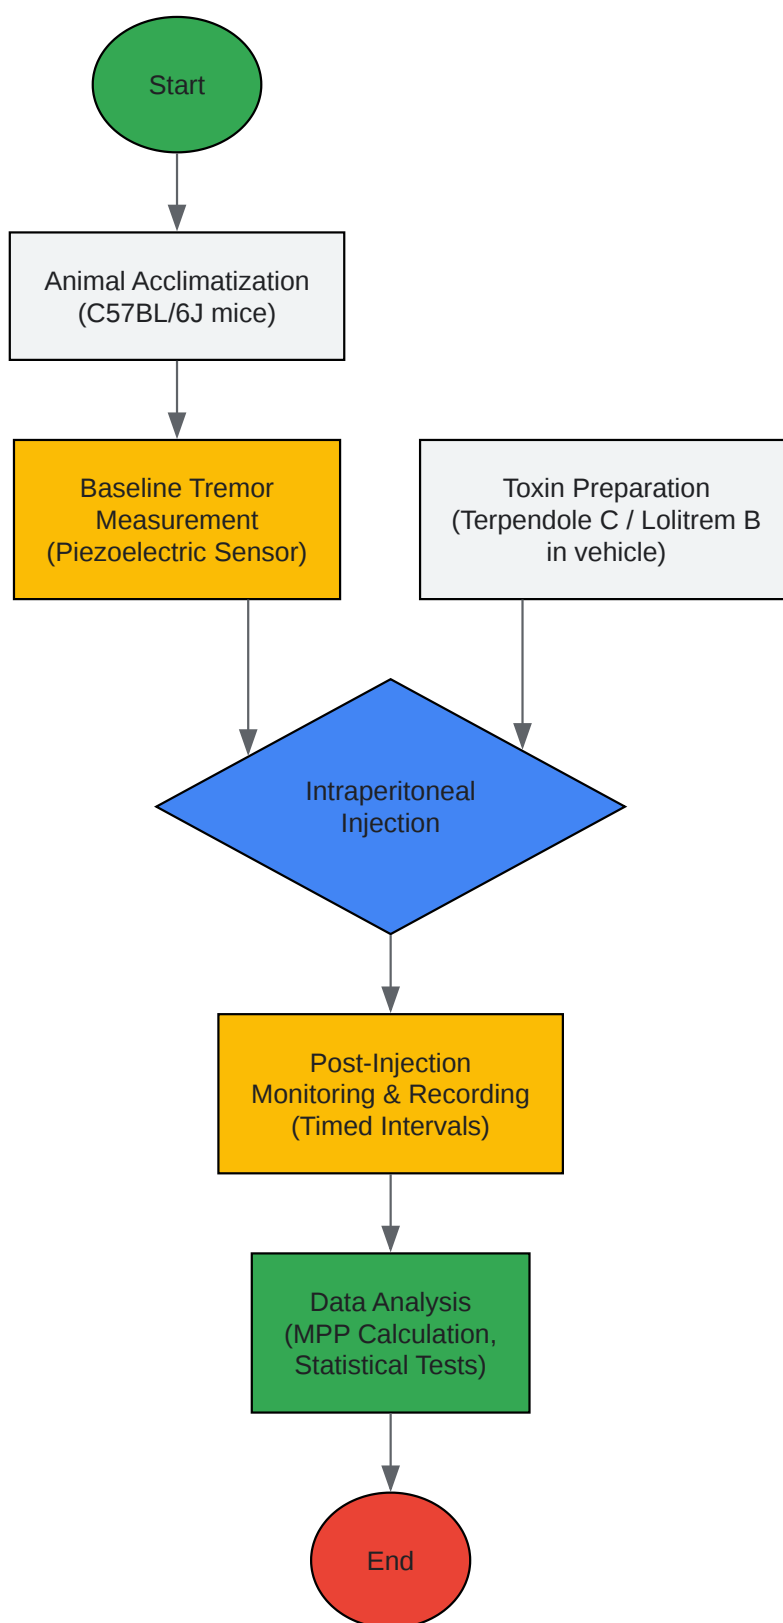 Start
Animal Acclimatization
(C57BL/6J mice)
Baseline Tremor
Measurement
(Piezoelectric Sensor)
Toxin Preparation
(Terpendole C / Lolitrem B
in vehicle)
Intraperitoneal
Injection
Post-Injection
Monitoring & Recording
(Timed Intervals)
Data Analysis
(MPP Calculation,
Statistical Tests)
End